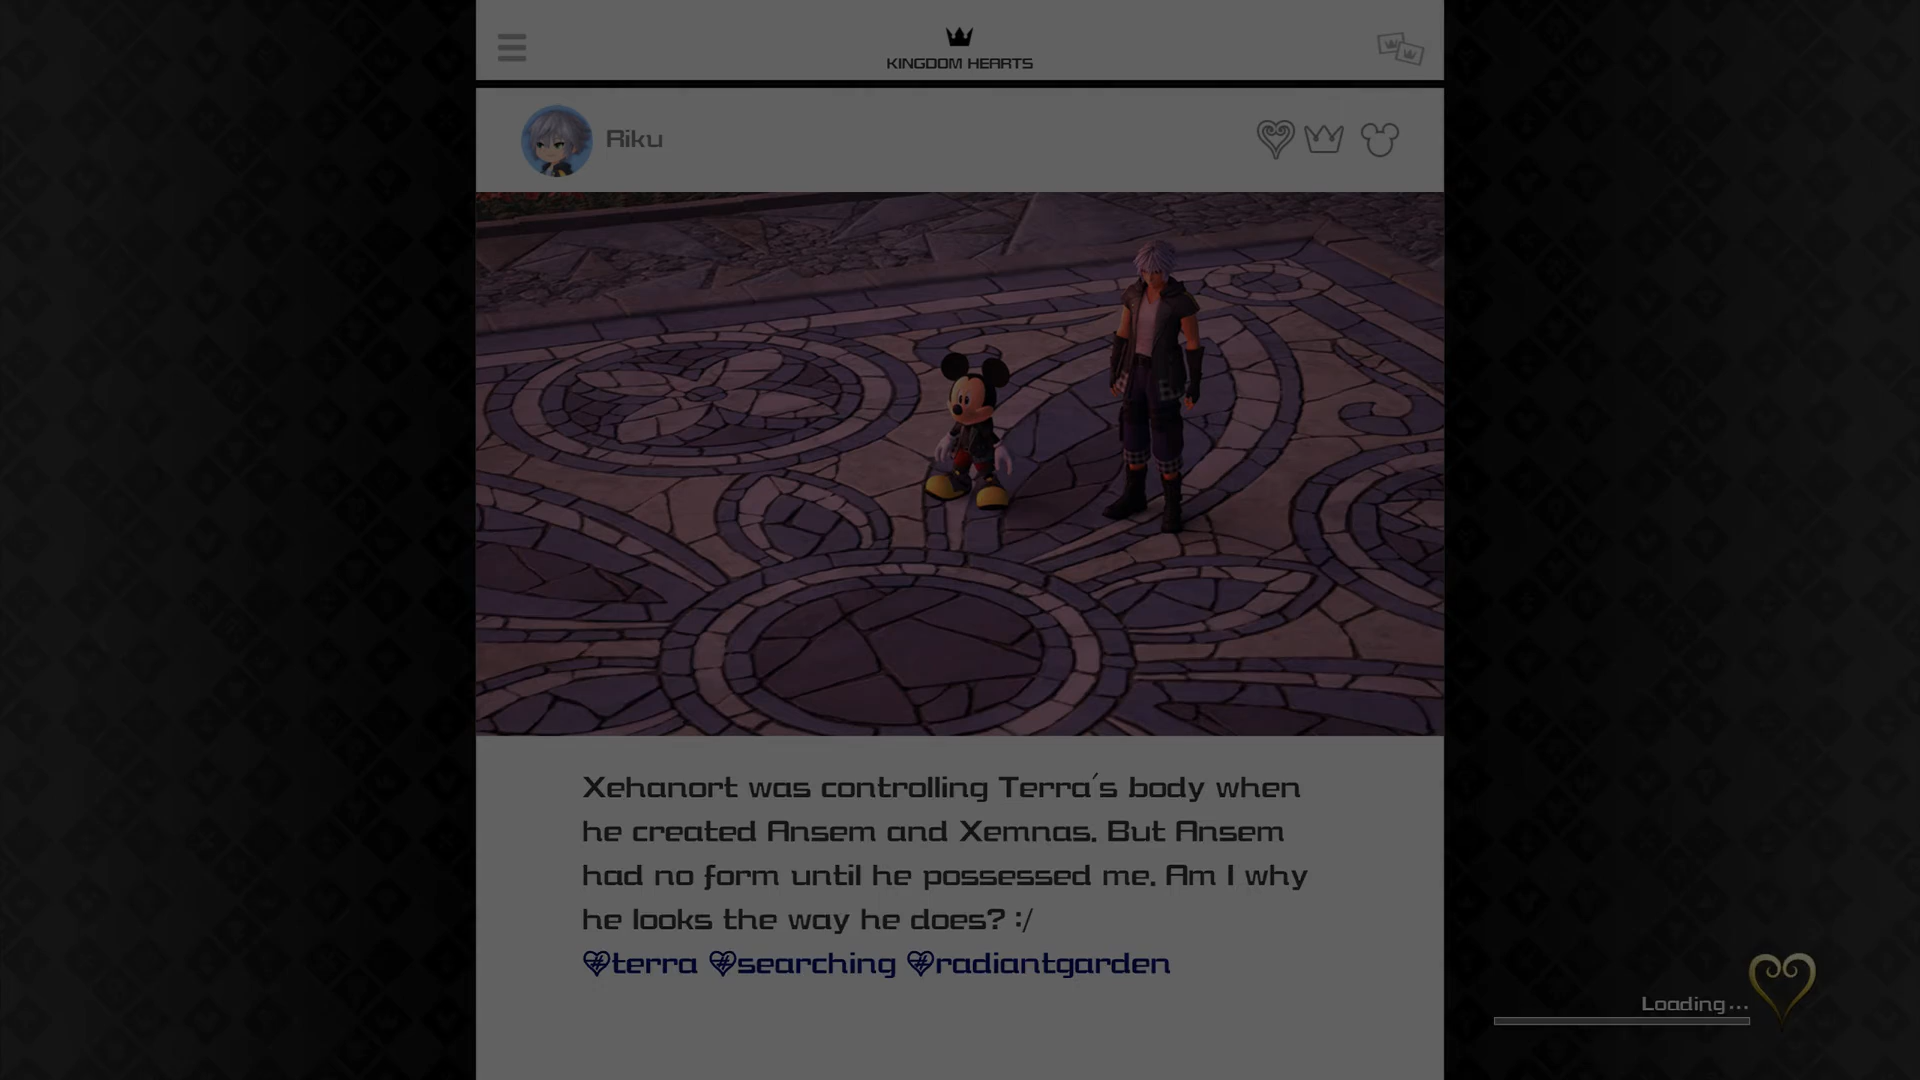 KINGDOM HEARTS
Riku
Xehanort was controlling Terra's body when
he created Ansem and Xemnas. But Ansem
had no form until he possessed me. Am I why
he looks the way he does? :/
#terra #searching #radiantgarden
Loading...